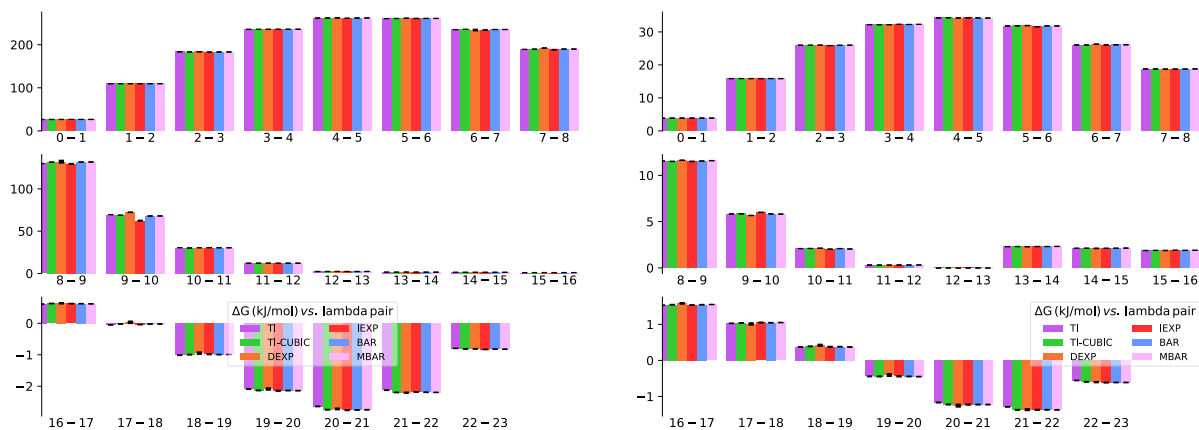 200
100
0
0 − 1 1 − 2 2 − 3 3 − 4 4 − 5 5 − 6 6 − 7 7 − 8
100
50
0
8 − 9 9 − 10 10 − 11 11 − 12 12 − 13 13 − 14 14 − 15 15 − 16
0
−1
−2
ΔG (kJ/mol) vs. lambda pair
TI IEXP
TI-CUBIC BAR
DEXP MBAR
16 − 17 17 − 18 18 − 19 19 − 20 20 − 21 21 − 22 22 − 23
30
20
10
0
0 − 1 1 − 2 2 − 3 3 − 4 4 − 5 5 − 6 6 − 7 7 − 8
10
5
0
8 − 9 9 − 10 10 − 11 11 − 12 12 − 13 13 − 14 14 − 15 15 − 16
1
0
−1
ΔG (kJ/mol) vs. lambda pair
TI IEXP
TI-CUBIC BAR
DEXP MBAR
16 − 17 17 − 18 18 − 19 19 − 20 20 − 21 21 − 22 22 − 23